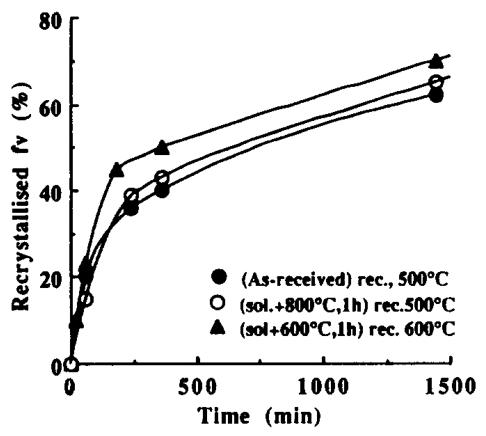 80
60
40
20
0
Recrystallised fv (%)
● (As-received) rec., 500°C
○ (sol.+800°C,1h) rec.500°C
▲ (sol+600°C,1h) rec. 600°C
0 500 1000 1500
Time (min)